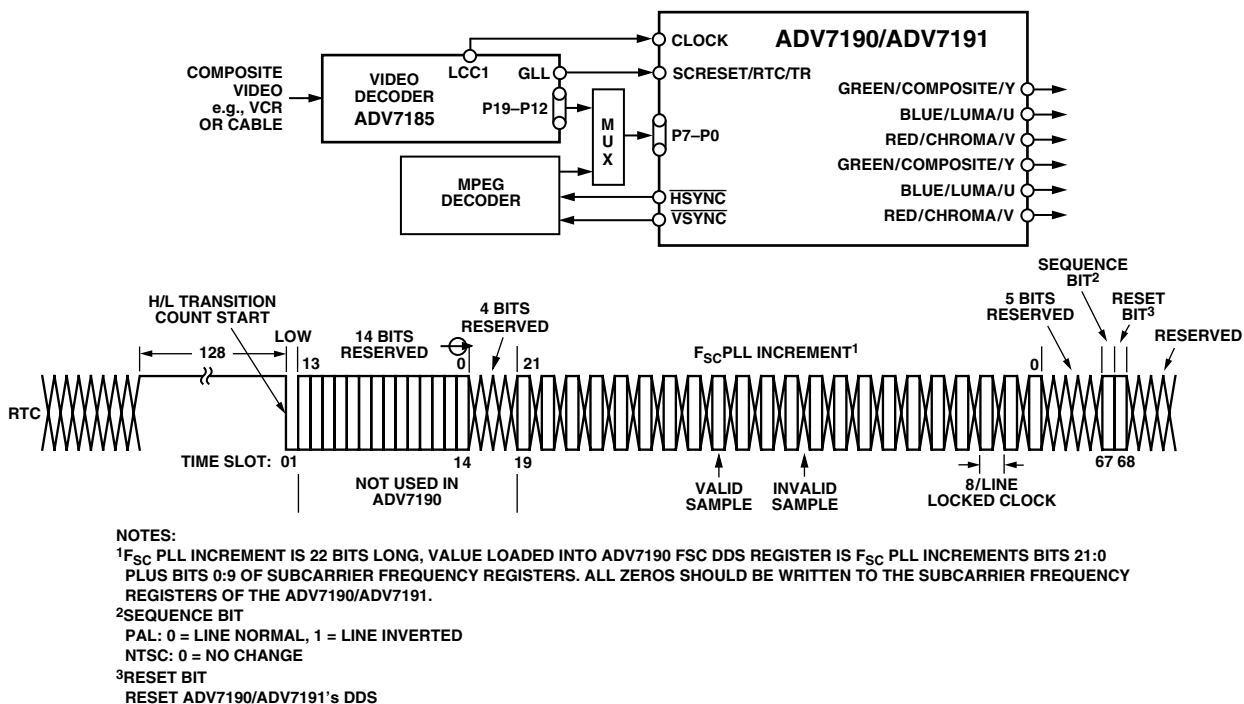 ADV7190/ADV7191
CLOCK
SCRESET/RTC/TR
P7–P0
HSYNC
VSYNC
GREEN/COMPOSITE/Y
BLUE/LUMA/U
RED/CHROMA/V
GREEN/COMPOSITE/Y
BLUE/LUMA/U
RED/CHROMA/V
COMPOSITE
VIDEO
e.g., VCR
OR CABLE
LCC1
GLL
VIDEO
DECODER
ADV7185
P19–P12
M
U
X
MPEG
DECODER
H/L TRANSITION
COUNT START
128
LOW
13
14 BITS
RESERVED
0
4 BITS
RESERVED
21
FSC PLL INCREMENT1
0
5 BITS
RESERVED
SEQUENCE
BIT2
RESET
BIT3
RESERVED
RTC
TIME SLOT: 01
14
19
67 68
NOT USED IN
ADV7190
VALID
SAMPLE
INVALID
SAMPLE
8/LINE
LOCKED CLOCK
NOTES:
1FSC PLL INCREMENT IS 22 BITS LONG, VALUE LOADED INTO ADV7190 FSC DDS REGISTER IS FSC PLL INCREMENTS BITS 21:0
PLUS BITS 0:9 OF SUBCARRIER FREQUENCY REGISTERS. ALL ZEROS SHOULD BE WRITTEN TO THE SUBCARRIER FREQUENCY
REGISTERS OF THE ADV7190/ADV7191.
2SEQUENCE BIT
PAL: 0 = LINE NORMAL, 1 = LINE INVERTED
NTSC: 0 = NO CHANGE
3RESET BIT
RESET ADV7190/ADV7191's DDS